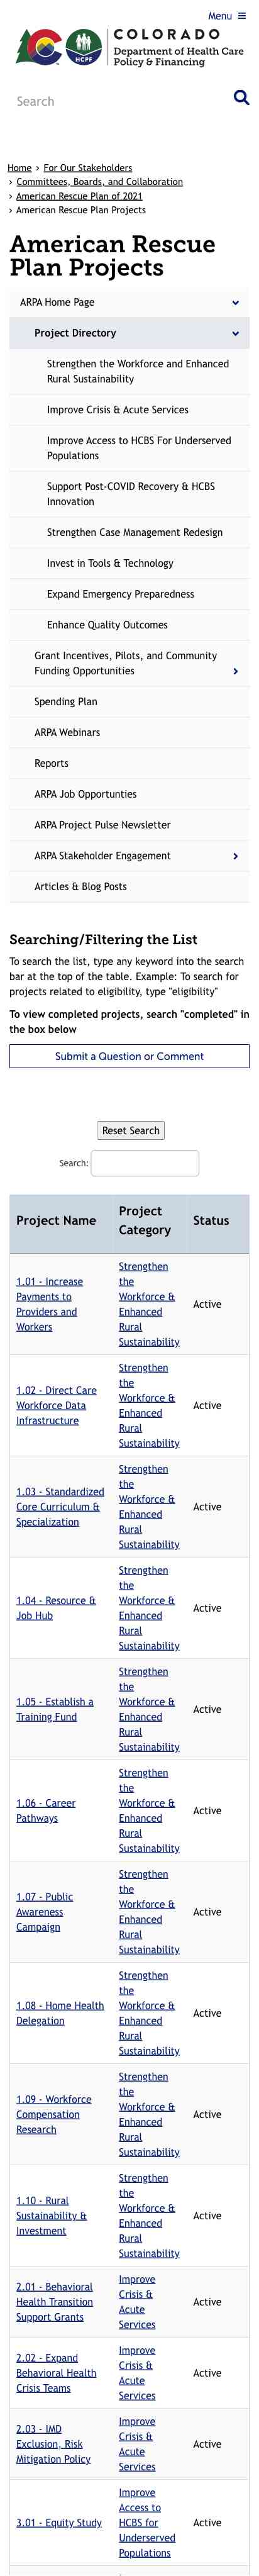 Menu ≡
COLORADO
Department of Health Care
Policy & Financing
HCPF
Search
Home › For Our Stakeholders
› Committees, Boards, and Collaboration
› American Rescue Plan of 2021
› American Rescue Plan Projects
American Rescue
Plan Projects
ARPA Home Page
Project Directory
Strengthen the Workforce and Enhanced
Rural Sustainability
Improve Crisis & Acute Services
Improve Access to HCBS For Underserved
Populations
Support Post-COVID Recovery & HCBS
Innovation
Strengthen Case Management Redesign
Invest in Tools & Technology
Expand Emergency Preparedness
Enhance Quality Outcomes
Grant Incentives, Pilots, and Community
Funding Opportunities
Spending Plan
ARPA Webinars
Reports
ARPA Job Opportunties
ARPA Project Pulse Newsletter
ARPA Stakeholder Engagement
Articles & Blog Posts
Searching/Filtering the List
To search the list, type any keyword into the search
bar at the top of the table. Example: To search for
projects related to eligibility, type "eligibility"
To view completed projects, search "completed" in
the box below
Submit a Question or Comment
Reset Search
Search:
Project Name
Project
Category
Status
1.01 - Increase
Payments to
Providers and
Workers
Strengthen
the
Workforce &
Enhanced
Rural
Sustainability
Active
1.02 - Direct Care
Workforce Data
Infrastructure
Strengthen
the
Workforce &
Enhanced
Rural
Sustainability
Active
1.03 - Standardized
Core Curriculum &
Specialization
Strengthen
the
Workforce &
Enhanced
Rural
Sustainability
Active
1.04 - Resource &
Job Hub
Strengthen
the
Workforce &
Enhanced
Rural
Sustainability
Active
1.05 - Establish a
Training Fund
Strengthen
the
Workforce &
Enhanced
Rural
Sustainability
Active
1.06 - Career
Pathways
Strengthen
the
Workforce &
Enhanced
Rural
Sustainability
Active
1.07 - Public
Awareness
Campaign
Strengthen
the
Workforce &
Enhanced
Rural
Sustainability
Active
1.08 - Home Health
Delegation
Strengthen
the
Workforce &
Enhanced
Rural
Sustainability
Active
1.09 - Workforce
Compensation
Research
Strengthen
the
Workforce &
Enhanced
Rural
Sustainability
Active
1.10 - Rural
Sustainability &
Investment
Strengthen
the
Workforce &
Enhanced
Rural
Sustainability
Active
2.01 - Behavioral
Health Transition
Support Grants
Improve
Crisis &
Acute
Services
Active
2.02 - Expand
Behavioral Health
Crisis Teams
Improve
Crisis &
Acute
Services
Active
2.03 - IMD
Exclusion, Risk
Mitigation Policy
Improve
Crisis &
Acute
Services
Active
3.01 - Equity Study
Improve
Access to
HCBS for
Underserved
Populations
Active